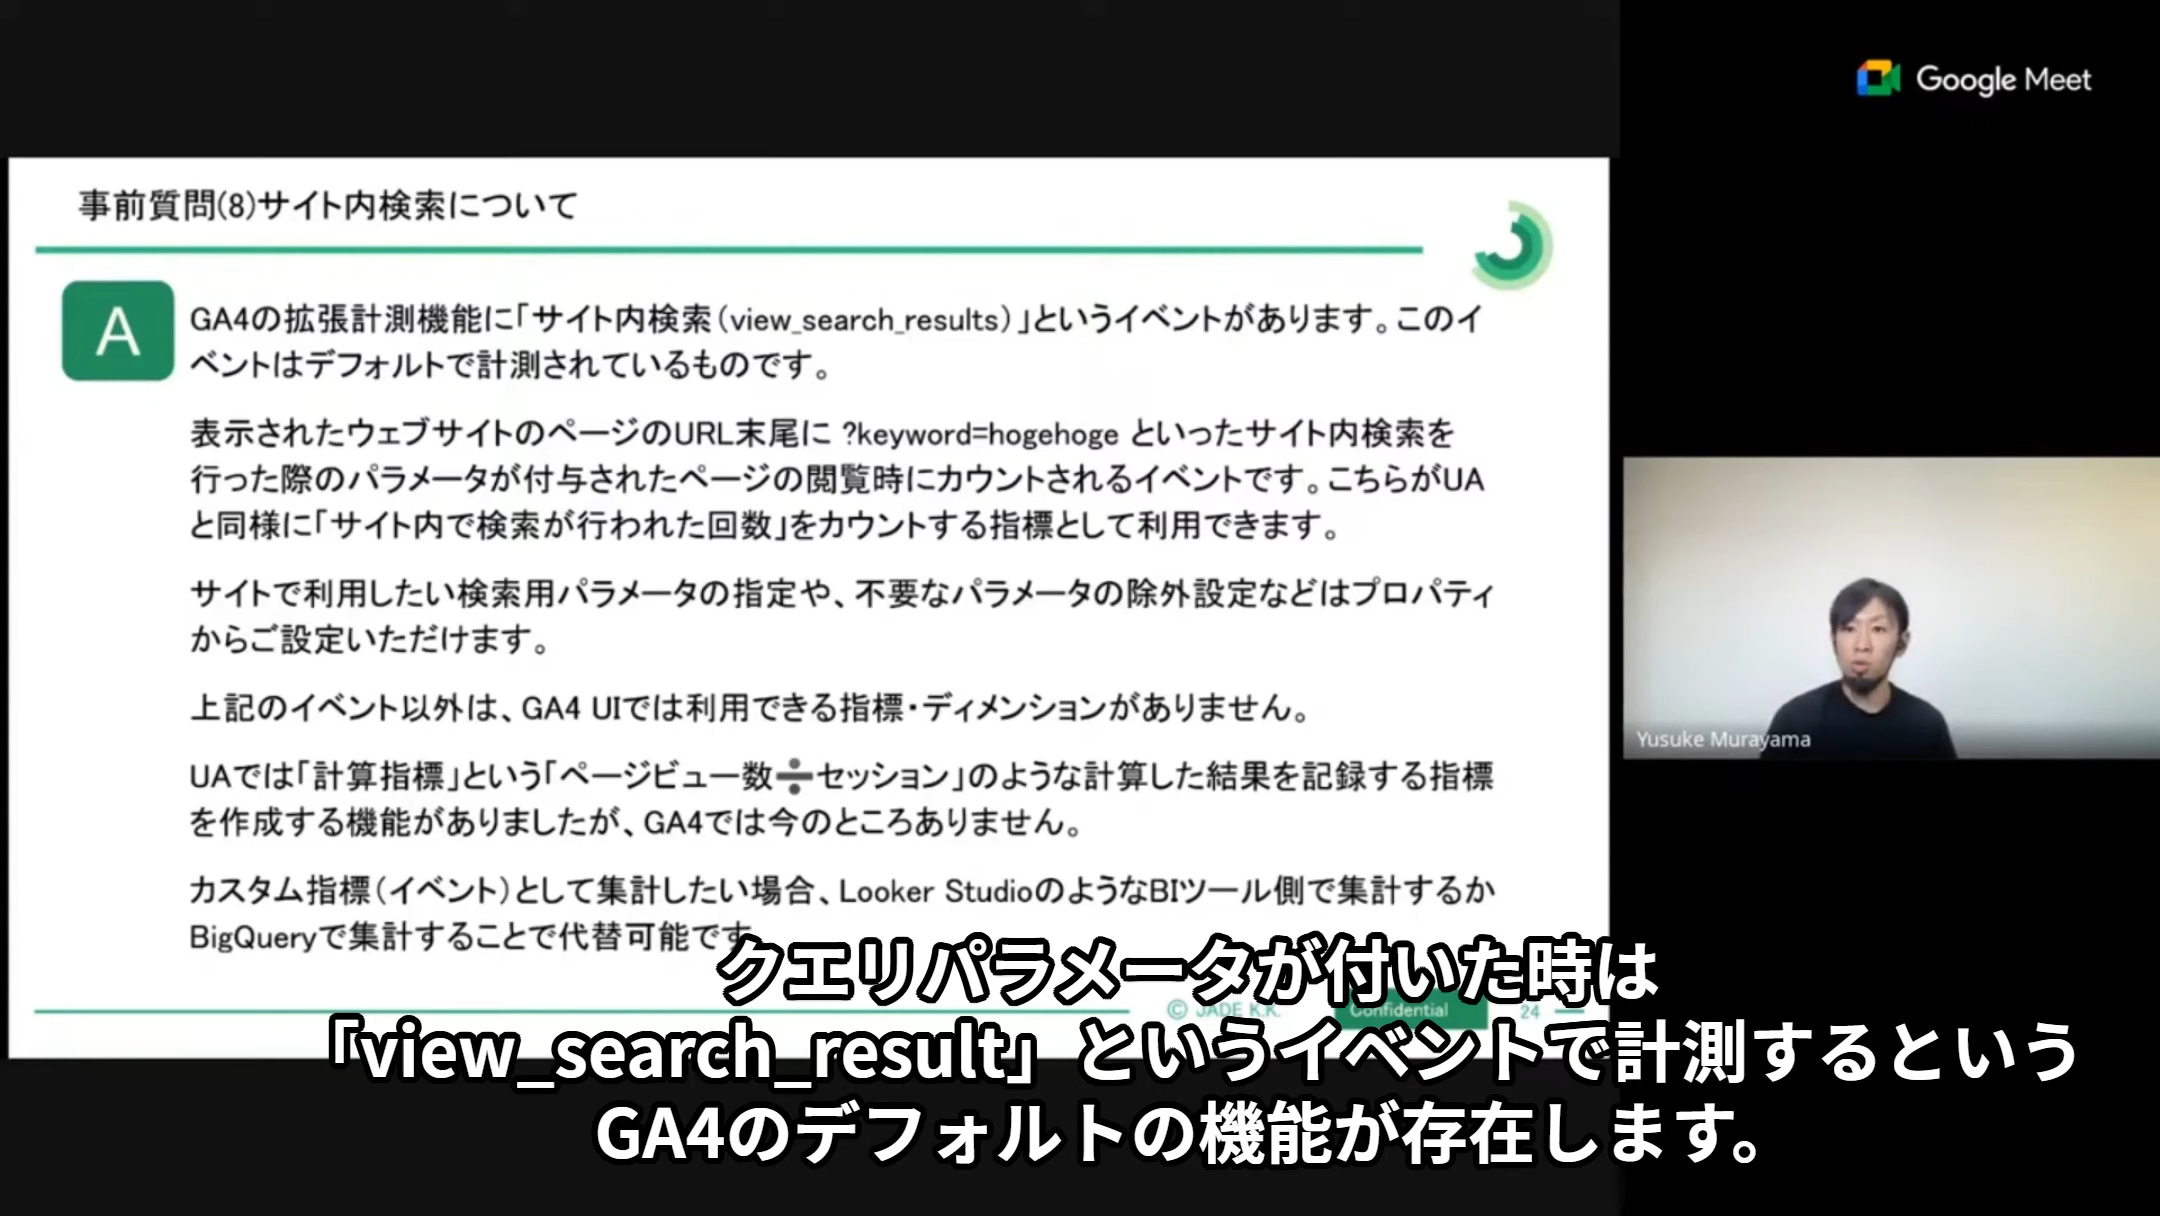 Google Meet
事前質問(8)サイト内検索について
A
GA4の拡張計測機能に「サイト内検索（view_search_results）」というイベントがあります。このイ
ベントはデフォルトで計測されているものです。
表示されたウェブサイトのページのURL末尾に ?keyword=hogehoge といったサイト内検索を
行った際のパラメータが付与されたページの閲覧時にカウントされるイベントです。こちらがUA
と同様に「サイト内で検索が行われた回数」をカウントする指標として利用できます。
サイトで利用したい検索用パラメータの指定や、不要なパラメータの除外設定などはプロパティ
からご設定いただけます。
上記のイベント以外は、GA4 UIでは利用できる指標・ディメンションがありません。
UAでは「計算指標」という「ページビュー数➗セッション」のような計算した結果を記録する指標
を作成する機能がありましたが、GA4では今のところありません。
カスタム指標（イベント）として集計したい場合、Looker StudioのようなBIツール側で集計するか
BigQueryで集計することで代替可能です
© JADE K.K.
Confidential
24
Yusuke Murayama
クエリパラメータが付いた時は
「view_search_result」というイベントで計測するという
GA4のデフォルトの機能が存在します。